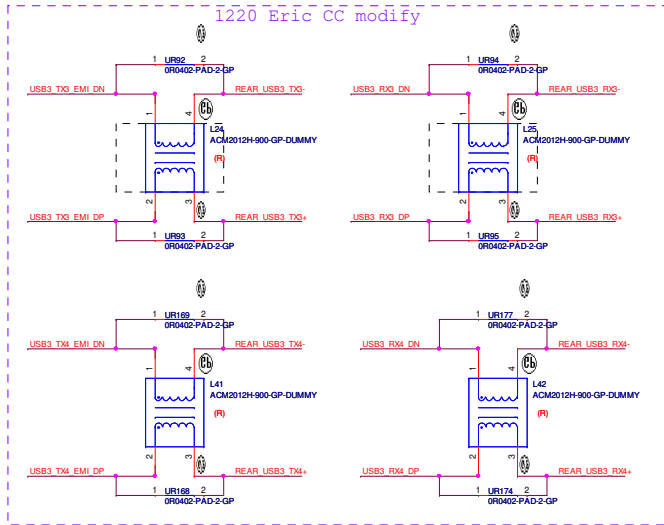 1220 Eric CC modify
1 UR92 2
0R0402-PAD-2-GP
USB3_TX3_EMI_DN
REAR_USB3_TX3-
1
4
L24
ACM2012H-900-GP-DUMMY
(R)
2
3
USB3_TX3_EMI_DP
REAR_USB3_TX3+
1 UR93 2
0R0402-PAD-2-GP
1 UR94 2
0R0402-PAD-2-GP
USB3_RX3_DN
REAR_USB3_RX3-
1
4
L25
ACM2012H-900-GP-DUMMY
(R)
2
3
USB3_RX3_DP
REAR_USB3_RX3+
1 UR95 2
0R0402-PAD-2-GP
1 UR169 2
0R0402-PAD-2-GP
USB3_TX4_EMI_DN
REAR_USB3_TX4-
1
4
L41
ACM2012H-900-GP-DUMMY
(R)
2
3
USB3_TX4_EMI_DP
REAR_USB3_TX4+
1 UR168 2
0R0402-PAD-2-GP
1 UR177 2
0R0402-PAD-2-GP
USB3_RX4_DN
REAR_USB3_RX4-
1
4
L42
ACM2012H-900-GP-DUMMY
(R)
2
3
USB3_RX4_DP
REAR_USB3_RX4+
1 UR174 2
0R0402-PAD-2-GP